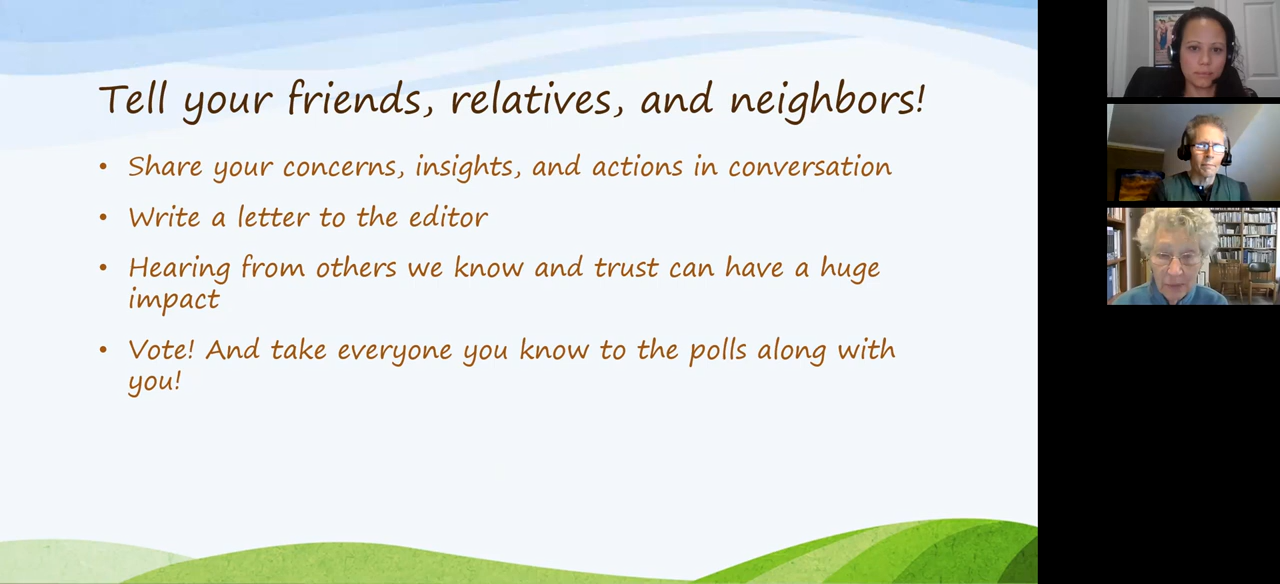 Tell your friends, relatives, and neighbors!
• Share your concerns, insights, and actions in conversation
• Write a letter to the editor
• Hearing from others we know and trust can have a huge
impact
• Vote! And take everyone you know to the polls along with
you!